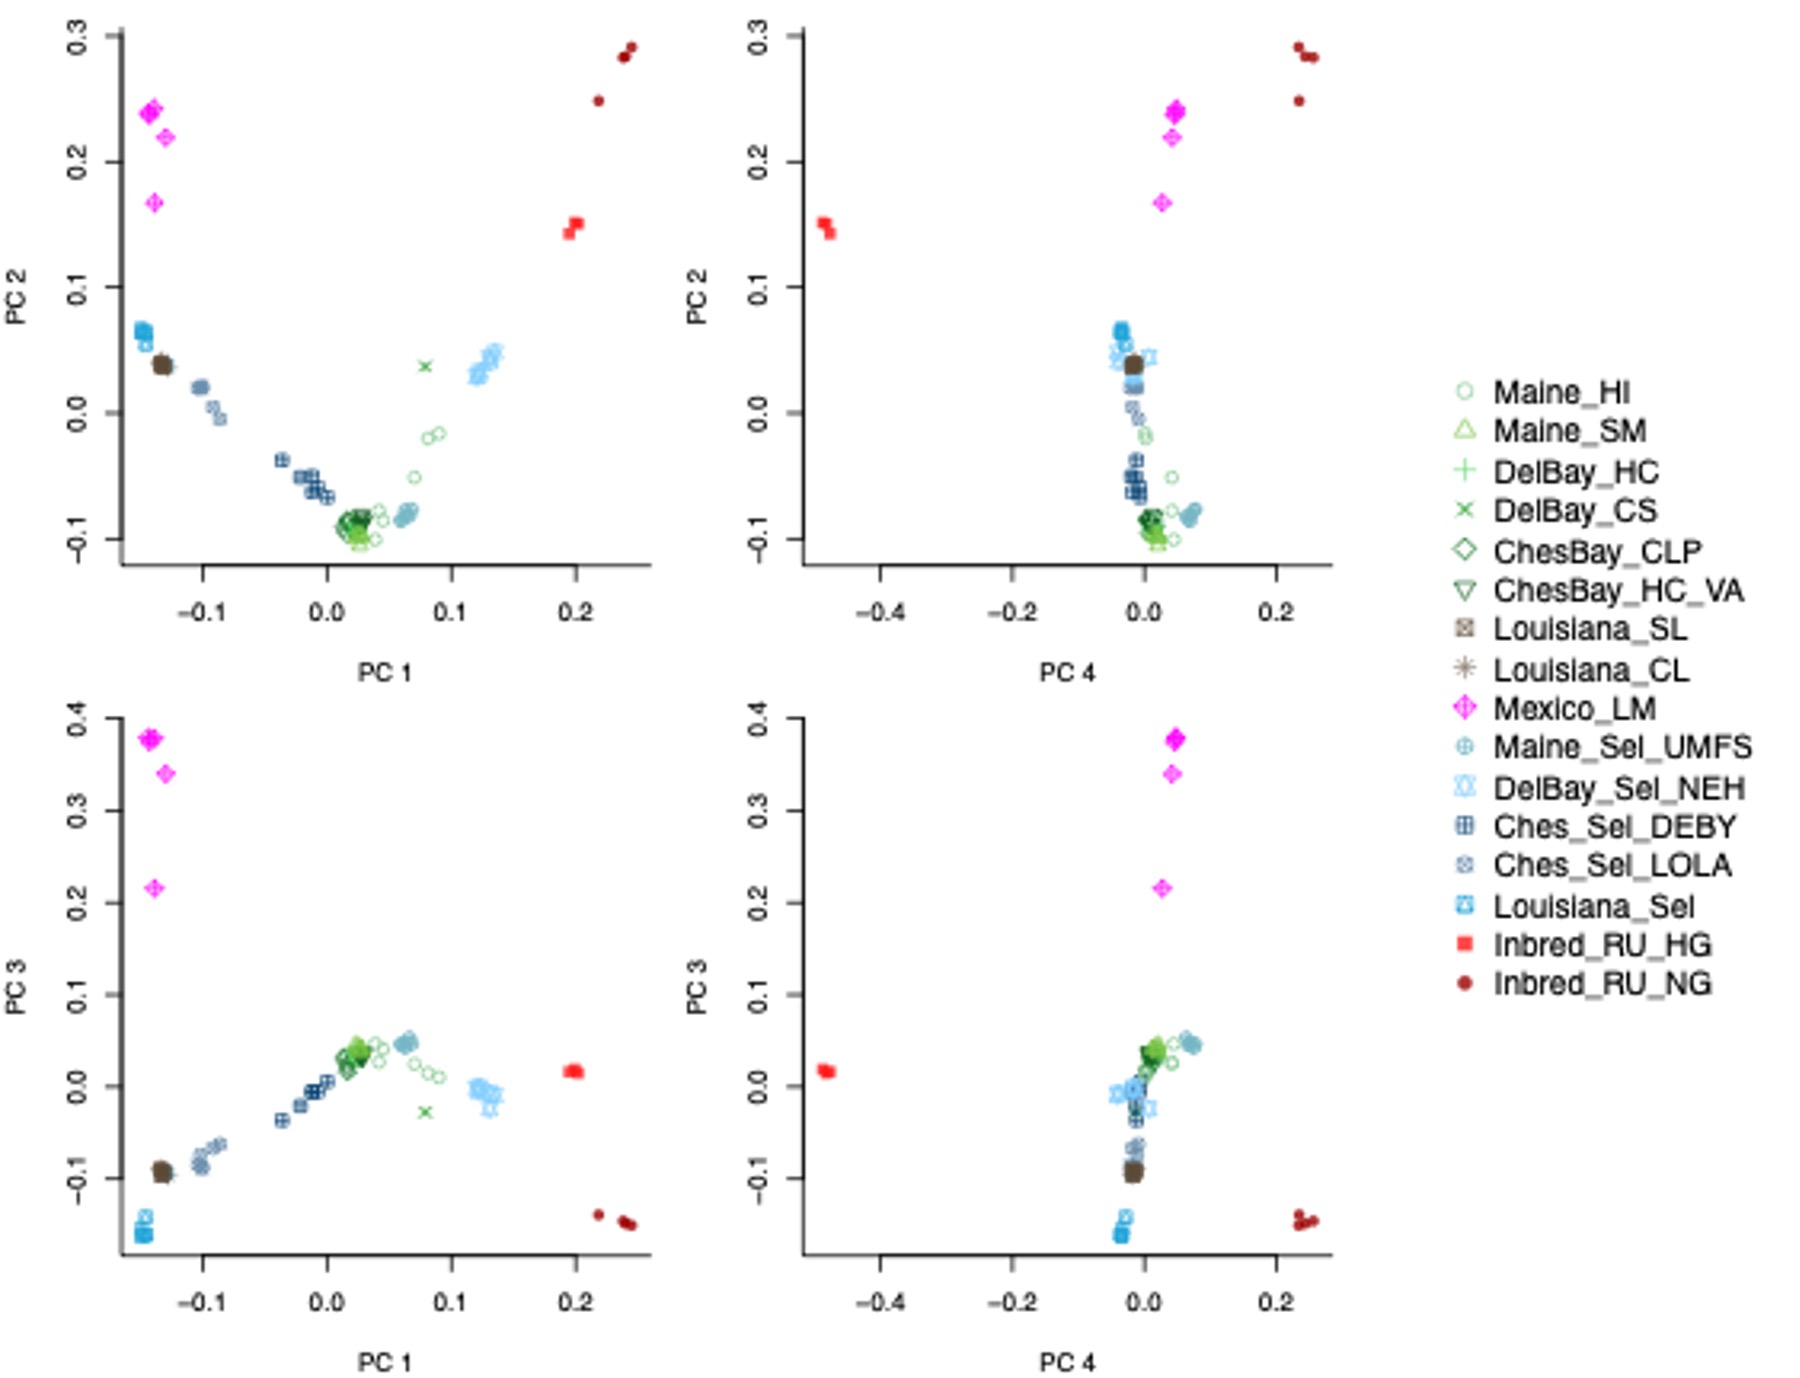 0.3
0.2
0.1
0.0
−0.1
PC 2
−0.1 0.0 0.1 0.2
PC 1
0.3
0.2
0.1
0.0
−0.1
PC 2
−0.4 −0.2 0.0 0.2
PC 4
0.4
0.3
0.2
0.1
0.0
−0.1
PC 3
−0.1 0.0 0.1 0.2
PC 1
0.4
0.3
0.2
0.1
0.0
−0.1
PC 3
−0.4 −0.2 0.0 0.2
PC 4
Maine_HI
Maine_SM
DelBay_HC
DelBay_CS
ChesBay_CLP
ChesBay_HC_VA
Louisiana_SL
Louisiana_CL
Mexico_LM
Maine_Sel_UMFS
DelBay_Sel_NEH
Ches_Sel_DEBY
Ches_Sel_LOLA
Louisiana_Sel
Inbred_RU_HG
Inbred_RU_NG